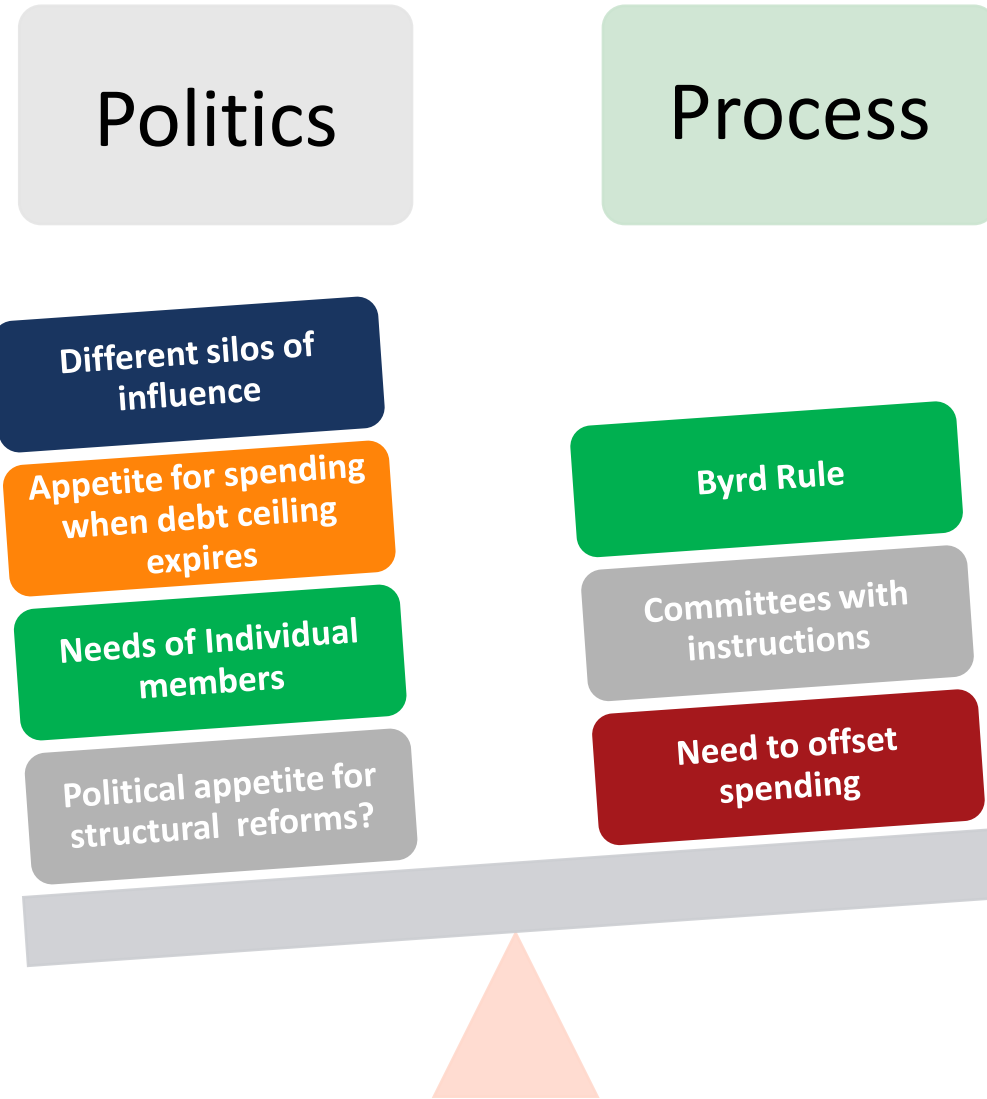 Politics
Process
Different silos of
influence
Appetite for spending
when debt ceiling
expires
Needs of Individual
members
Political appetite for
structural  reforms?
Byrd Rule
Committees with
instructions
Need to offset
spending